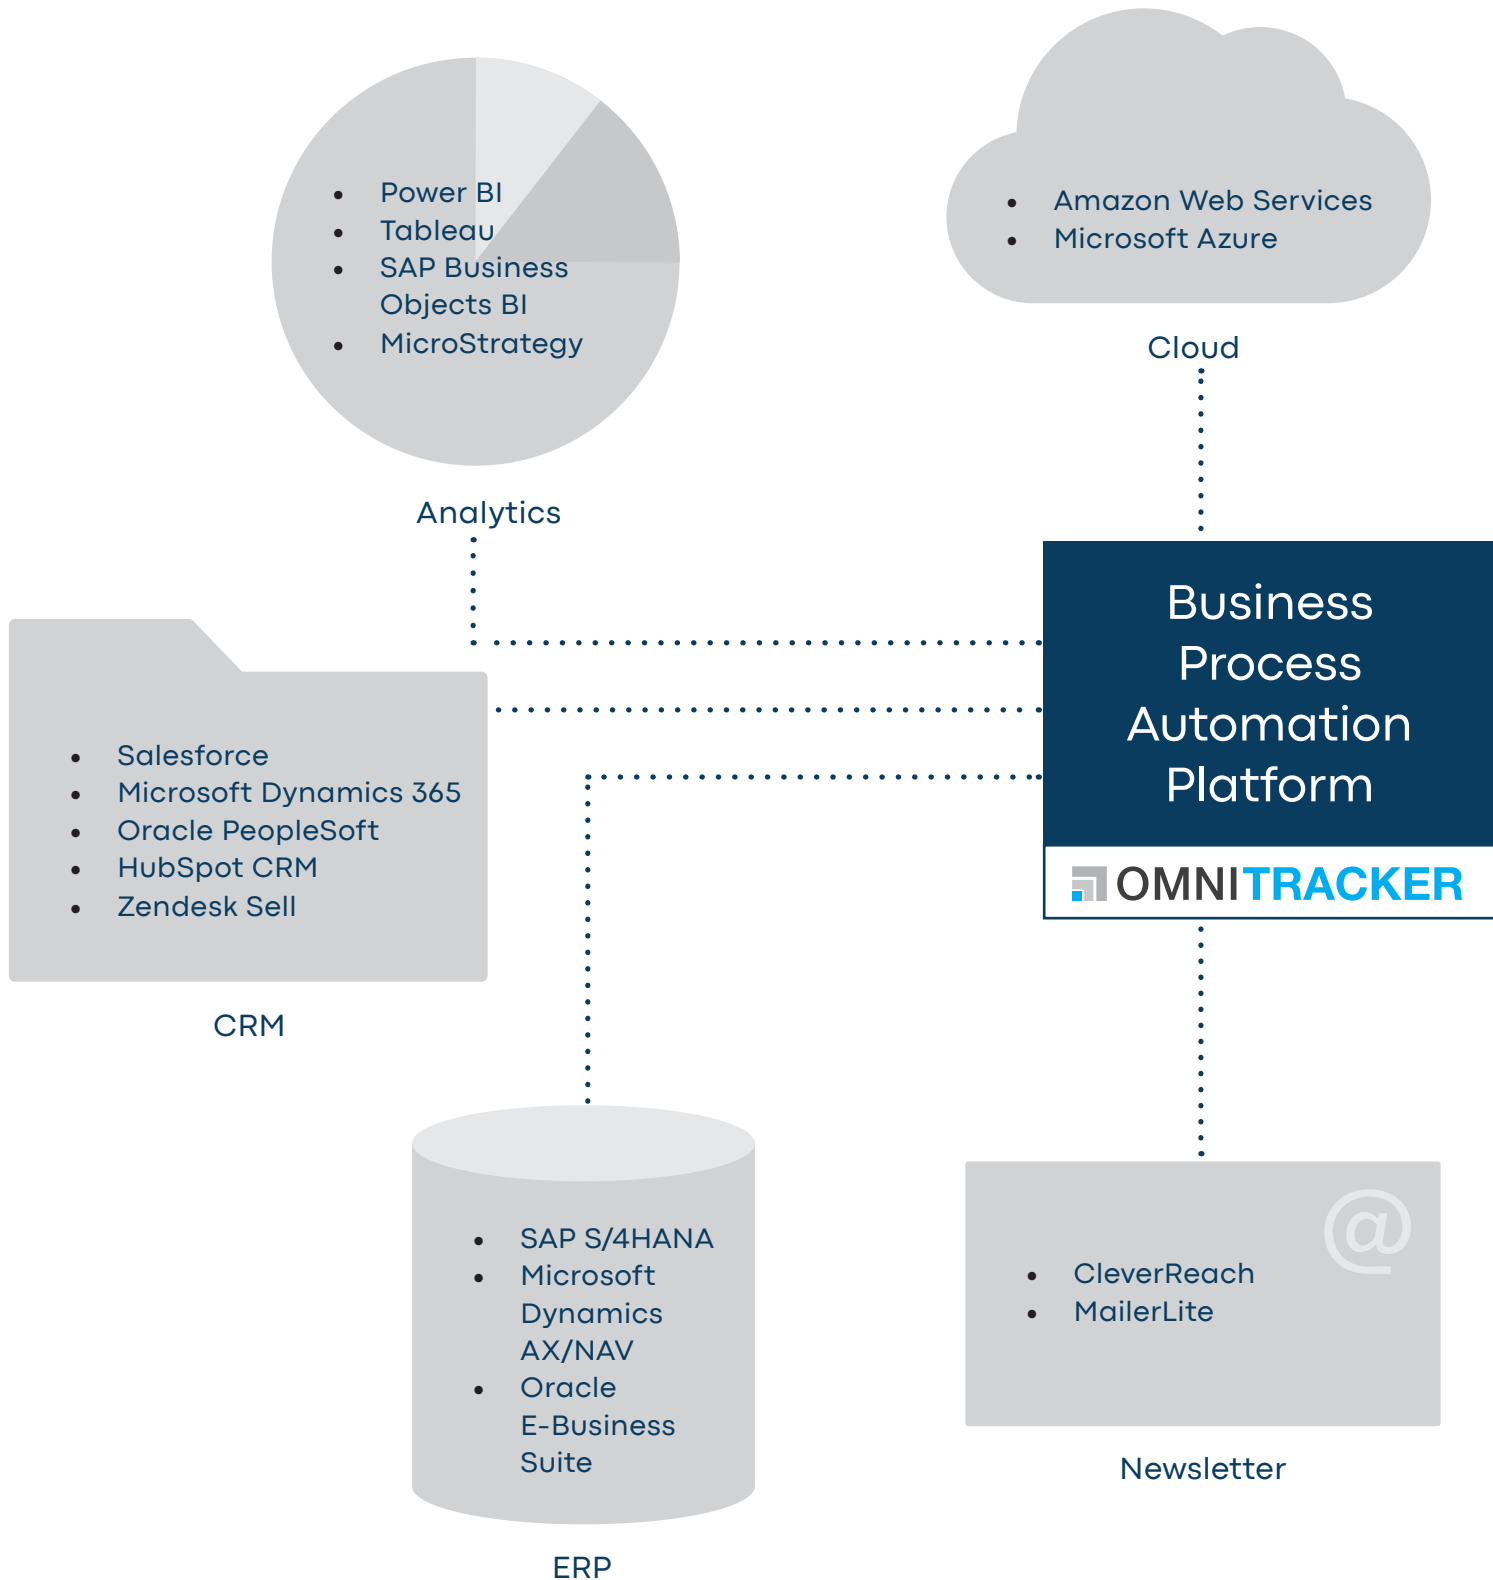 • Power BI
• Tableau
• SAP Business
Objects BI
• MicroStrategy
Analytics
• Amazon Web Services
• Microsoft Azure
Cloud
Business
Process
Automation
Platform
OMNITRACKER
• Salesforce
• Microsoft Dynamics 365
• Oracle PeopleSoft
• HubSpot CRM
• Zendesk Sell
CRM
• SAP S/4HANA
• Microsoft
Dynamics
AX/NAV
• Oracle
E-Business
Suite
ERP
@
• CleverReach
• MailerLite
Newsletter